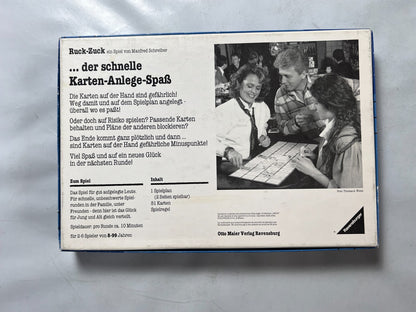 Ruck-Zuck ein Spiel von Manfred Schreiber
... der schnelle
Karten-Anlege-Spaß
Die Karten auf der Hand sind gefährlich!
Weg damit und auf dem Spielplan angelegt -
überall wo es paßt!
Oder doch auf Risiko spielen? Passende Karten
behalten und Pläne der anderen blockieren?
Das Ende kommt ganz plötzlich und dann ...
sind Karten auf der Hand gefährliche Minuspunkte!
Viel Spaß und auf ein neues Glück
in der nächsten Runde!
Zum Spiel
Das Spiel für gut aufgelegte Leute.
Für schnelle, unbeschwerte Spiel-
runden in der Familie, unter
Freunden - denn hier ist das Glück
für Jung und Alt gleich verteilt.
Spieldauer: pro Runde ca. 10 Minuten
für 2-6 Spieler von 8-99 Jahren
Inhalt
1 Spielplan
(2 Seiten spielbar)
81 Karten
Spielregel
Otto Maier Verlag Ravensburg
Ravensburger